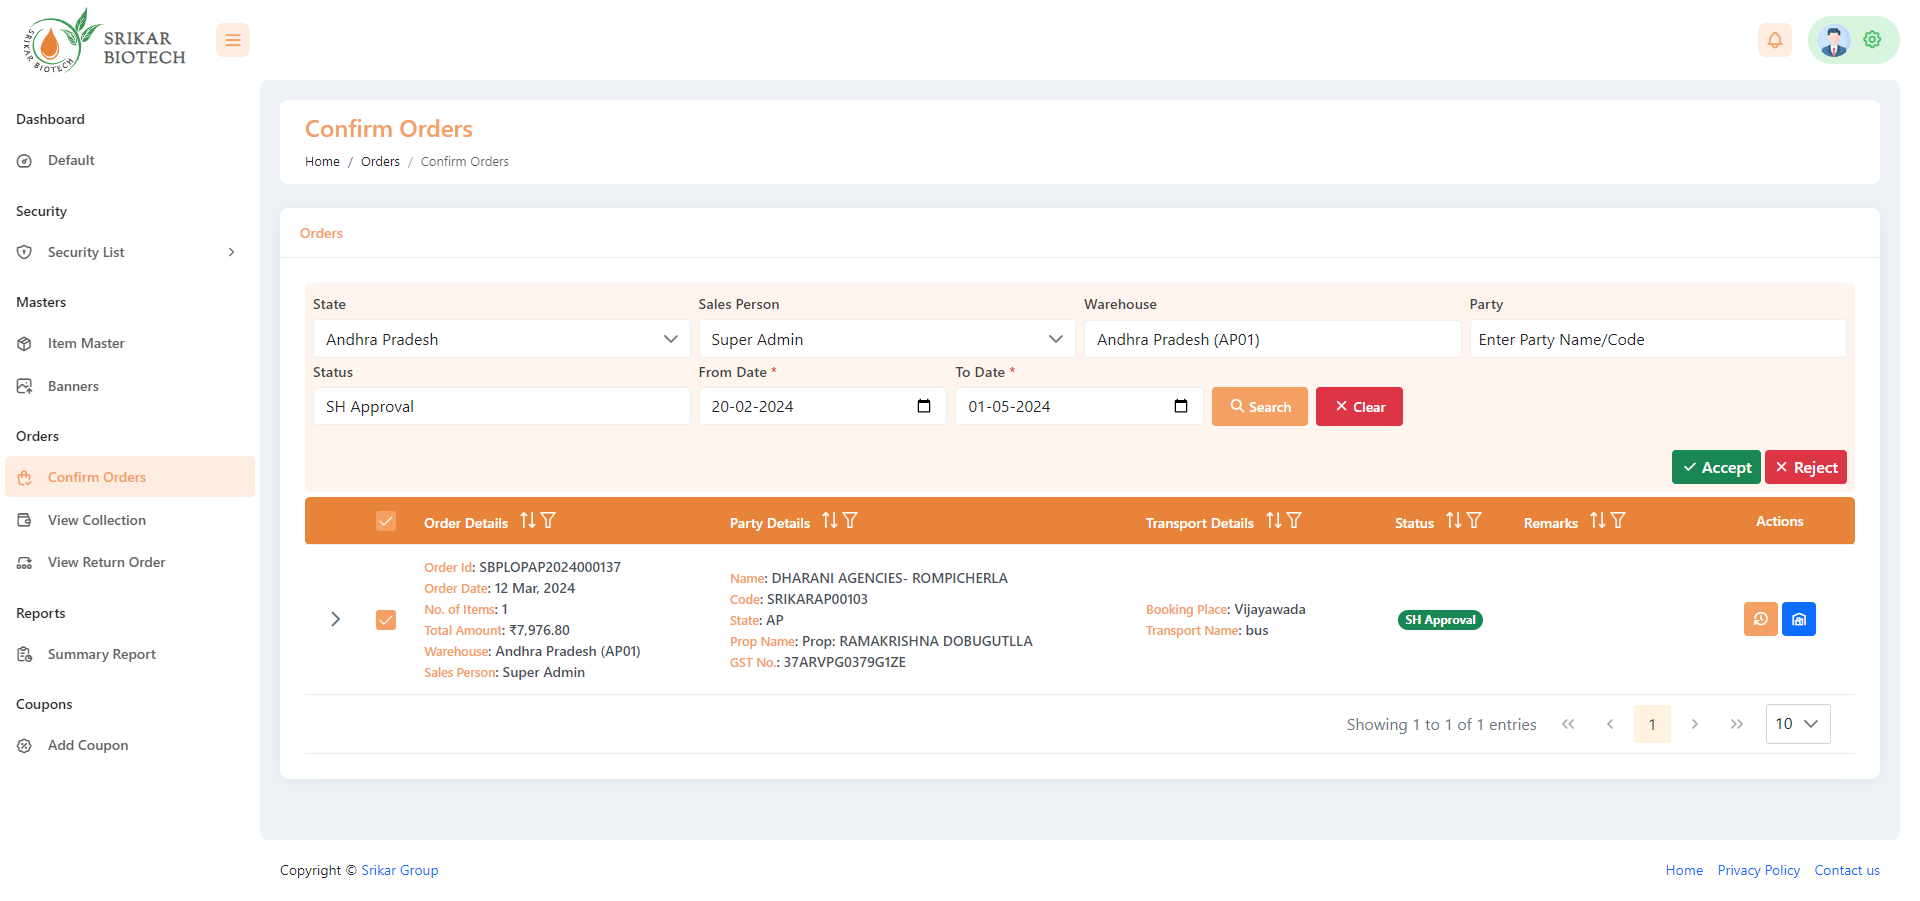 SRIKAR BIOTECH
SRIKAR
BIOTECH
Dashboard
Default
Security
Security List
Masters
Item Master
Banners
Orders
Confirm Orders
View Collection
View Return Order
Reports
Summary Report
Coupons
Add Coupon
Confirm Orders
Home / Orders / Confirm Orders
Orders
State Sales Person Warehouse Party
Andhra Pradesh Super Admin Andhra Pradesh (AP01) Enter Party Name/Code
Status From Date * To Date *
SH Approval 20-02-2024 01-05-2024 Search Clear
Accept Reject
Order Details Party Details Transport Details Status Remarks Actions
Order Id: SBPLOPAP2024000137
Order Date: 12 Mar, 2024
No. of Items: 1
Total Amount: ₹7,976.80
Warehouse: Andhra Pradesh (AP01)
Sales Person: Super Admin
Name: DHARANI AGENCIES- ROMPICHERLA
Code: SRIKARAP00103
State: AP
Prop Name: Prop: RAMAKRISHNA DOBUGUTLLA
GST No.: 37ARVPG0379G1ZE
Booking Place: Vijayawada
Transport Name: bus
SH Approval
Showing 1 to 1 of 1 entries 1 10
Copyright © Srikar Group
Home Privacy Policy Contact us